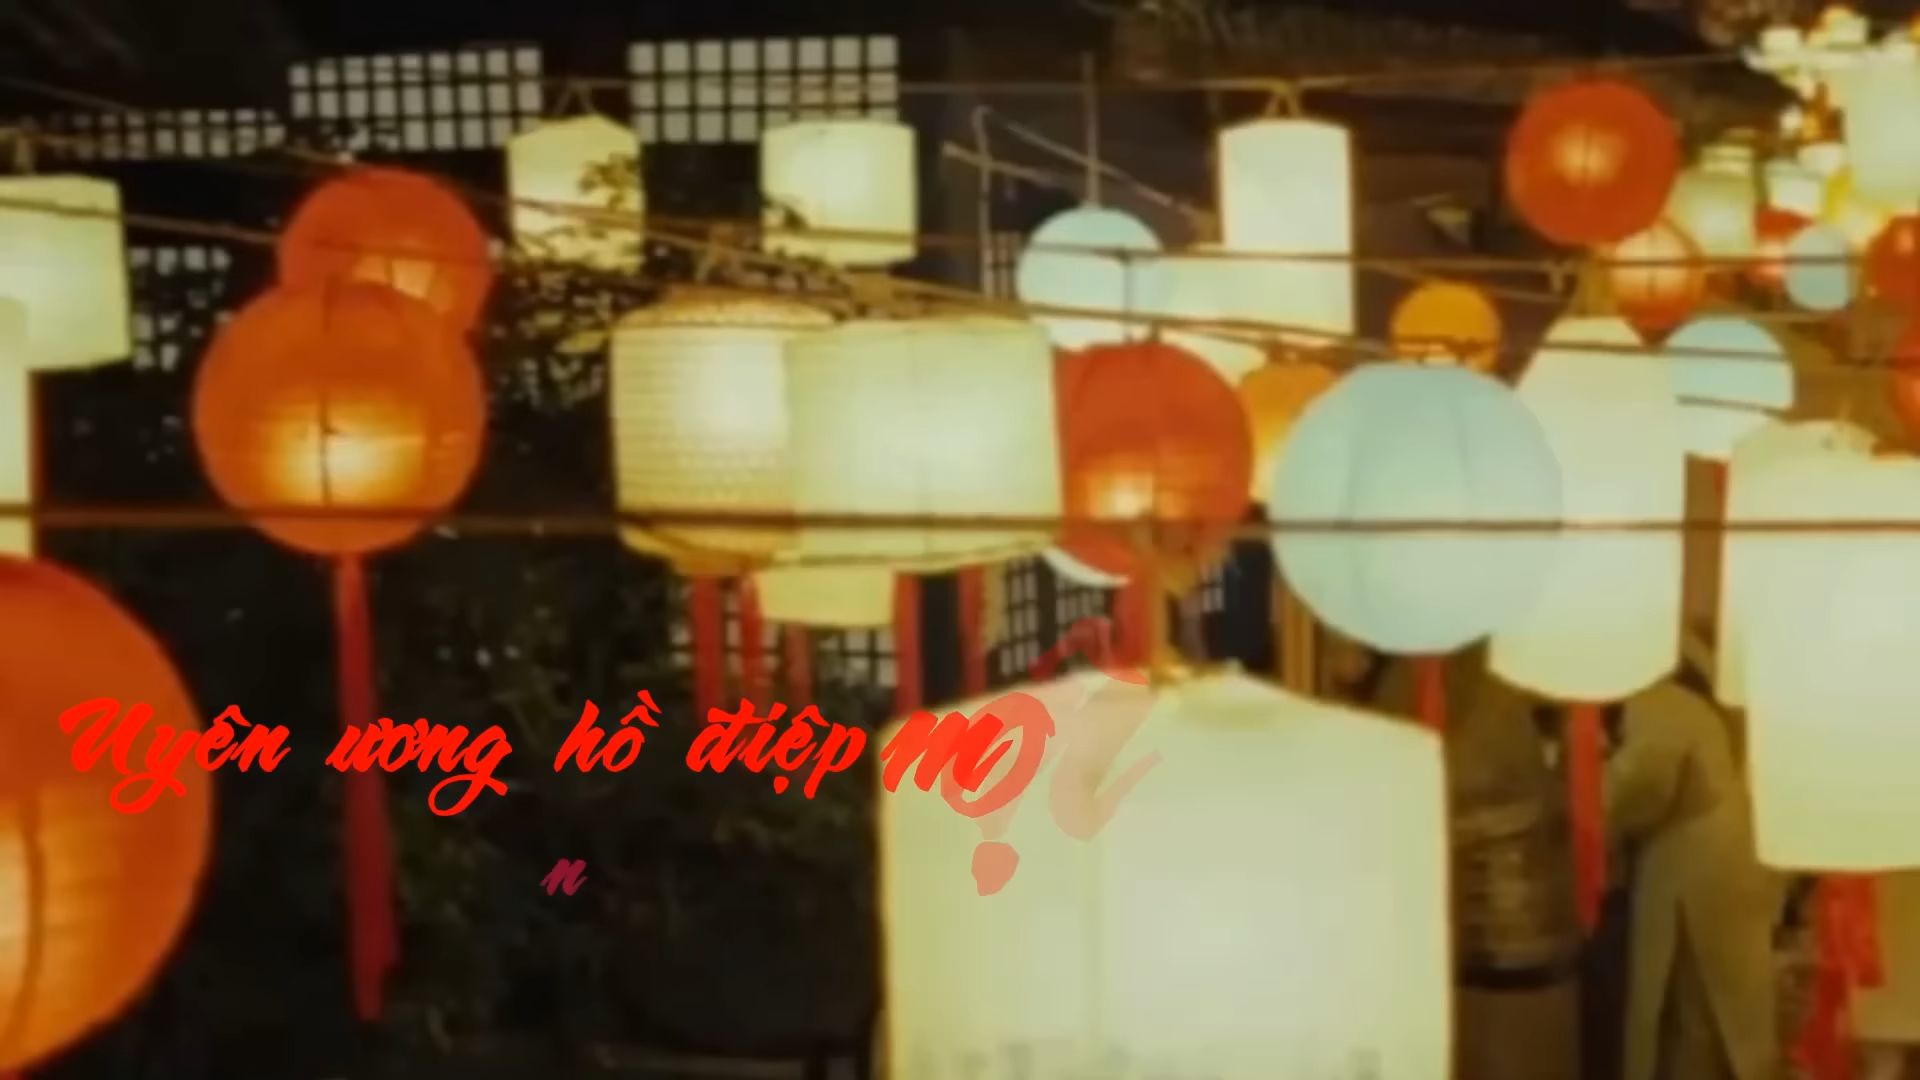 Uyên ương hồ điệp mộ
n